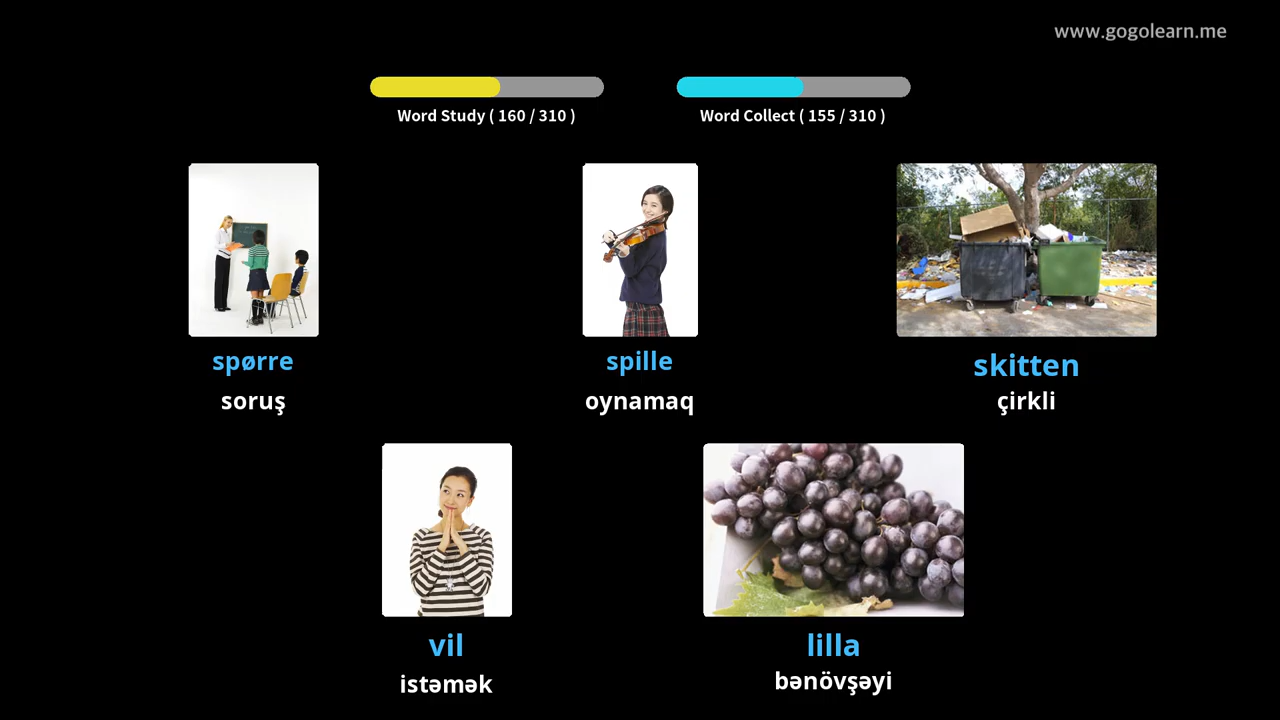 www.gogolearn.me
Word Study ( 160 / 310 )
Word Collect ( 155 / 310 )
spørre
soruş
spille
oynamaq
skitten
çirkli
vil
istəmək
lilla
bənövşəyi